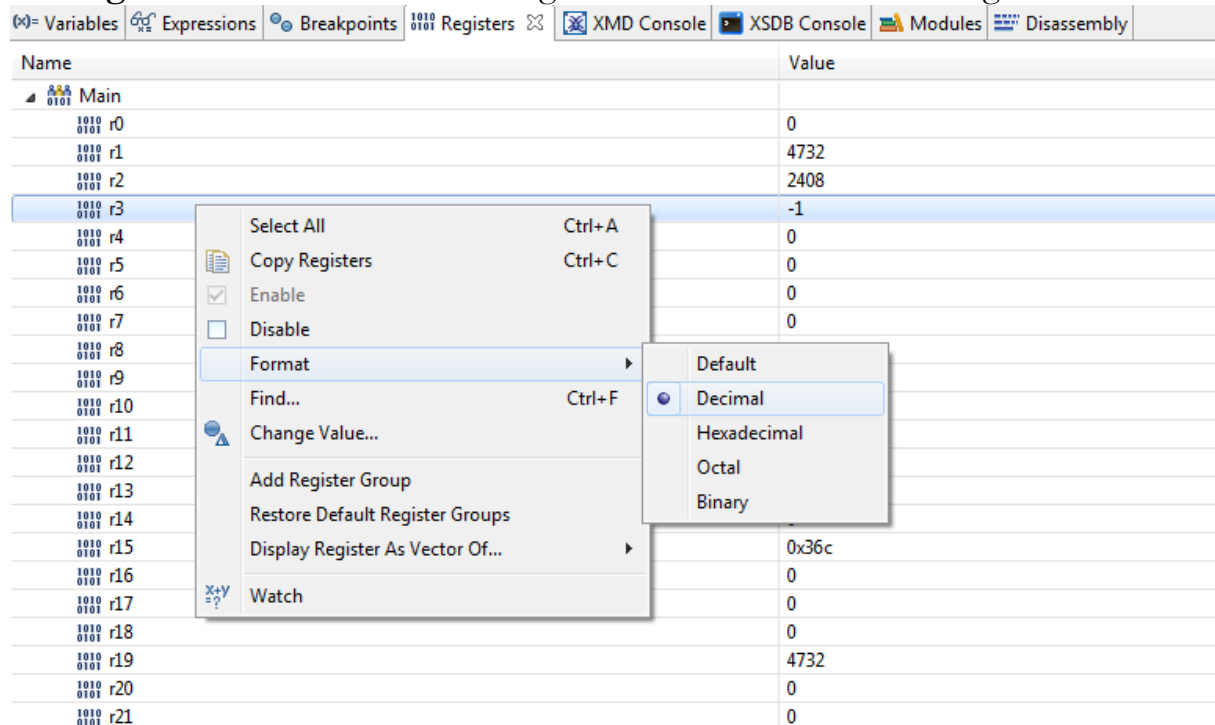 (x)= Variables Expressions Breakpoints 1010 0101 Registers XMD Console XSDB Console Modules Disassembly
Name Value
Main
r0 0
r1 4732
r2 2408
r3 -1
r4 0
r5 0
r6 0
r7 0
r8
r9
r10
r11
r12
r13
r14
r15 0x36c
r16 0
r17 0
r18 0
r19 4732
r20 0
r21 0
Select All Ctrl+A
Copy Registers Ctrl+C
Enable
Disable
Format
Find... Ctrl+F
Change Value...
Add Register Group
Restore Default Register Groups
Display Register As Vector Of...
x+y =? Watch
Default
Decimal
Hexadecimal
Octal
Binary